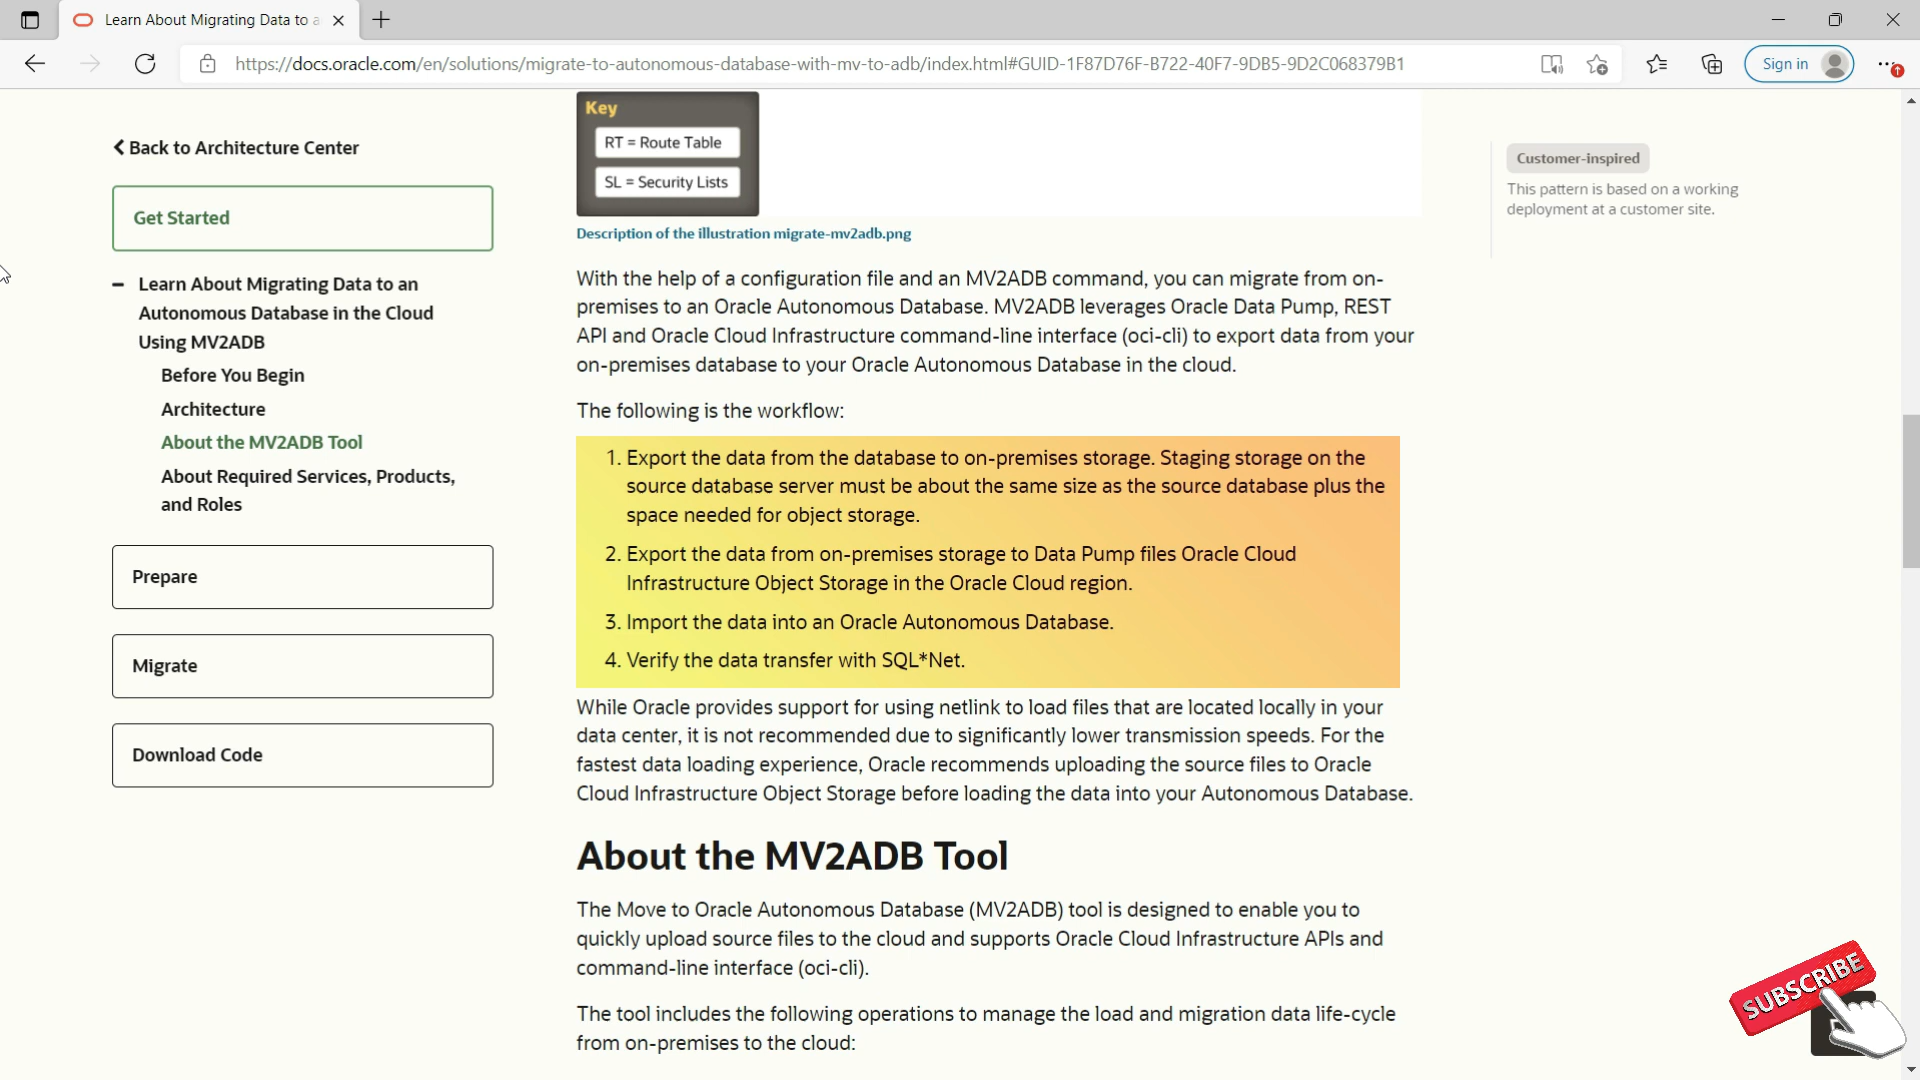 Learn About Migrating Data to a
https://docs.oracle.com/en/solutions/migrate-to-autonomous-database-with-mv-to-adb/index.html#GUID-1F87D76F-B722-40F7-9DB5-9D2C068379B1
Sign in
Back to Architecture Center
Get Started
Learn About Migrating Data to an
Autonomous Database in the Cloud
Using MV2ADB
Before You Begin
Architecture
About the MV2ADB Tool
About Required Services, Products,
and Roles
Prepare
Migrate
Download Code
Key
RT = Route Table
SL = Security Lists
Description of the illustration migrate-mv2adb.png
With the help of a configuration file and an MV2ADB command, you can migrate from on-
premises to an Oracle Autonomous Database. MV2ADB leverages Oracle Data Pump, REST
API and Oracle Cloud Infrastructure command-line interface (oci-cli) to export data from your
on-premises database to your Oracle Autonomous Database in the cloud.
The following is the workflow:
1. Export the data from the database to on-premises storage. Staging storage on the
source database server must be about the same size as the source database plus the
space needed for object storage.
2. Export the data from on-premises storage to Data Pump files Oracle Cloud
Infrastructure Object Storage in the Oracle Cloud region.
3. Import the data into an Oracle Autonomous Database.
4. Verify the data transfer with SQL*Net.
While Oracle provides support for using netlink to load files that are located locally in your
data center, it is not recommended due to significantly lower transmission speeds. For the
fastest data loading experience, Oracle recommends uploading the source files to Oracle
Cloud Infrastructure Object Storage before loading the data into your Autonomous Database.
About the MV2ADB Tool
The Move to Oracle Autonomous Database (MV2ADB) tool is designed to enable you to
quickly upload source files to the cloud and supports Oracle Cloud Infrastructure APIs and
command-line interface (oci-cli).
The tool includes the following operations to manage the load and migration data life-cycle
from on-premises to the cloud:
Customer-inspired
This pattern is based on a working
deployment at a customer site.
SUBSCRIBE